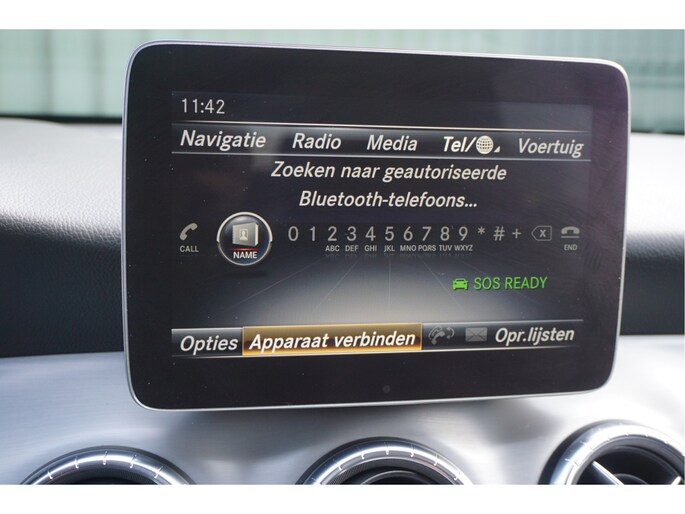 11:42
Navigatie Radio Media Tel/ Voertuig
Zoeken naar geautoriseerde
Bluetooth-telefoons...
0 1 2 3 4 5 6 7 8 9 * # +
CALL NAME ABC DEF GHI JKL MNO PQRS TUV WXYZ END
SOS READY
Opties Apparaat verbinden Opr.lijsten